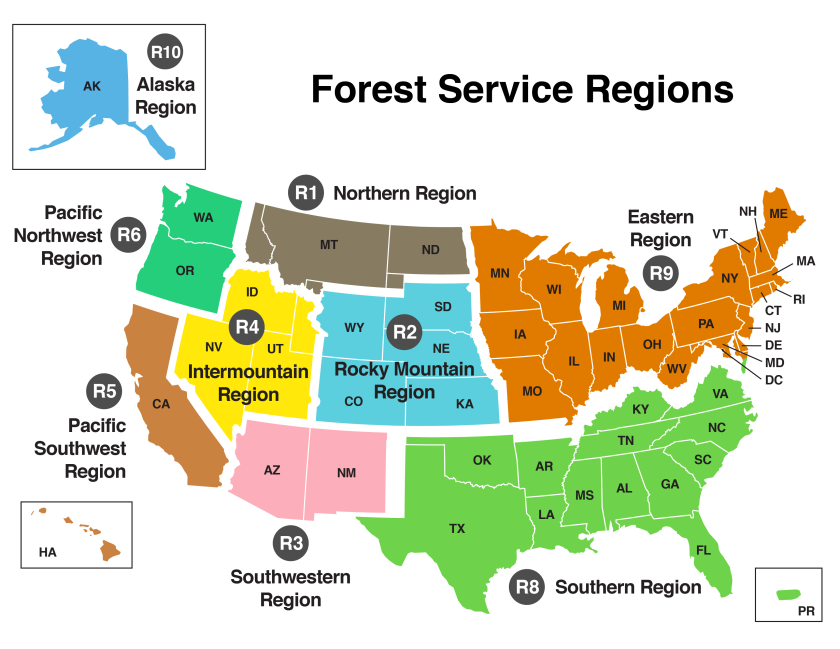 Forest Service Regions
R10
AK
Alaska
Region
R1
Northern Region
Pacific
Northwest
Region
R6
WA
OR
MT
ND
Eastern
Region
R9
NH
ME
VT
MA
NY
RI
CT
NJ
DE
MD
DC
MN
WI
MI
IA
PA
OH
IL
IN
WV
MO
ID
R4
NV
UT
Intermountain
Region
SD
WY
R2
NE
Rocky Mountain
Region
CO
KA
R5
Pacific
Southwest
Region
CA
HA
AZ
NM
R3
Southwestern
Region
KY
VA
TN
NC
SC
OK
AR
MS
AL
GA
LA
TX
FL
R8
Southern Region
PR